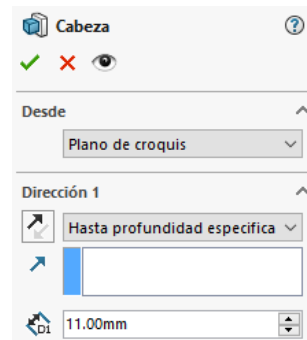 Cabeza
Desde
Plano de croquis
Dirección 1
Hasta profundidad especifica
D1
11.00mm